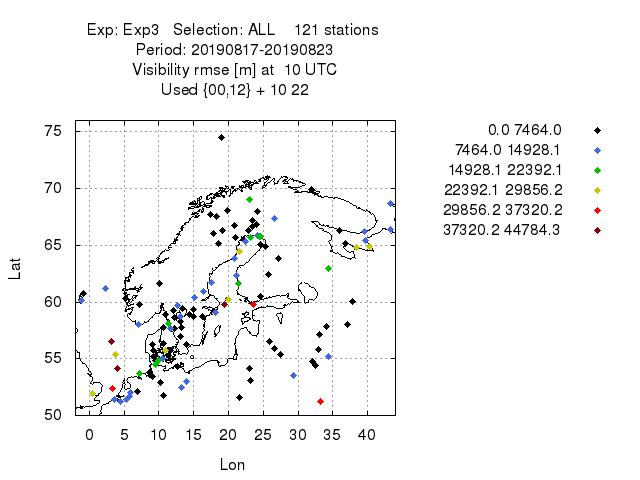 Exp: Exp3   Selection: ALL    121 stations
Period: 20190817-20190823
Visibility rmse [m] at  10 UTC
Used {00,12} + 10 22
75
70
65
60
55
50
Lat
0 5 10 15 20 25 30 35 40
Lon
0.0 7464.0
7464.0 14928.1
14928.1 22392.1
22392.1 29856.2
29856.2 37320.2
37320.2 44784.3